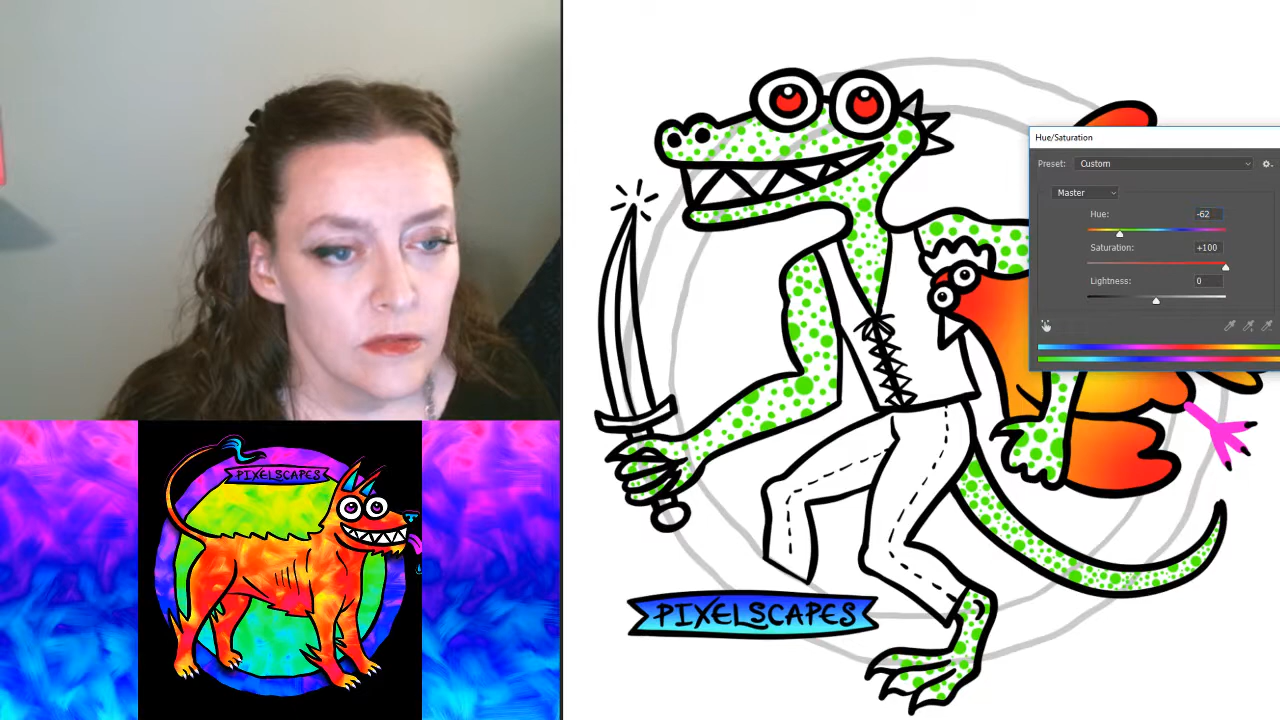 PIXELSCAPES
Hue/Saturation
Preset: Custom
Master
Hue: -62
Saturation: +100
Lightness: 0
PIXELSCAPES